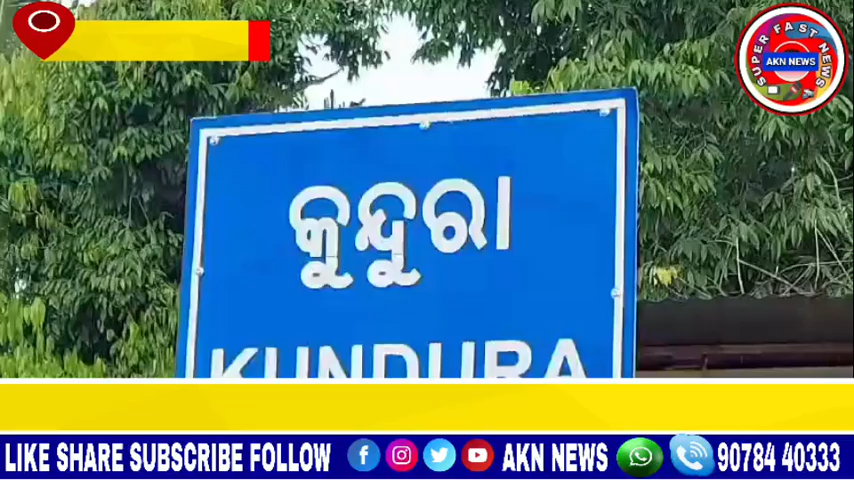 SUPER FAST NEWS
AKN NEWS
କୁନ୍ଦୁରା
KUNDURA
LIKE SHARE SUBSCRIBE FOLLOW AKN NEWS 90784 40333